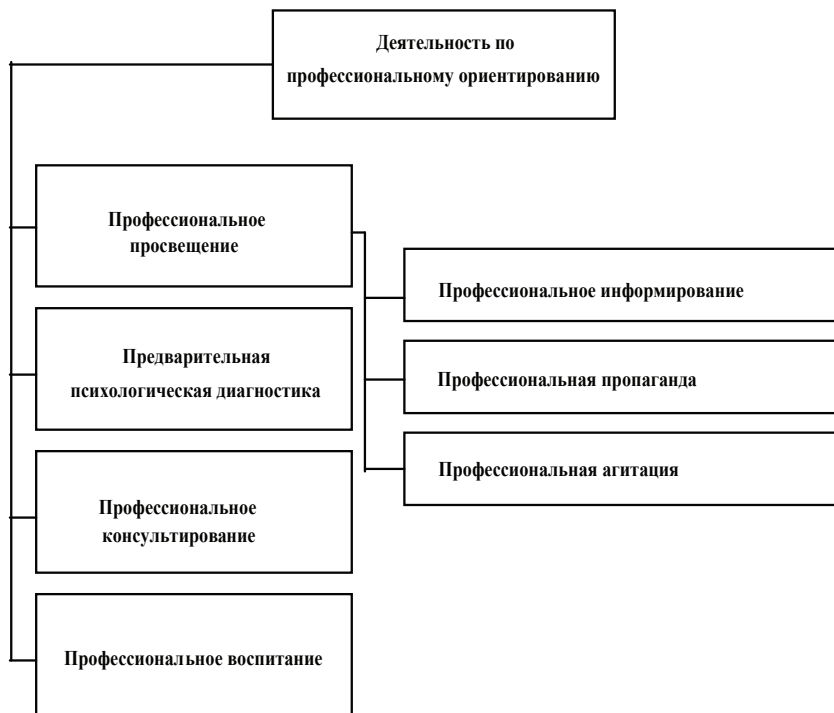 Деятельность по
профессиональному ориентированию
Профессиональное
просвещение
Предварительная
психологическая диагностика
Профессиональное
консультирование
Профессиональное воспитание
Профессиональное информирование
Профессиональная пропаганда
Профессиональная агитация